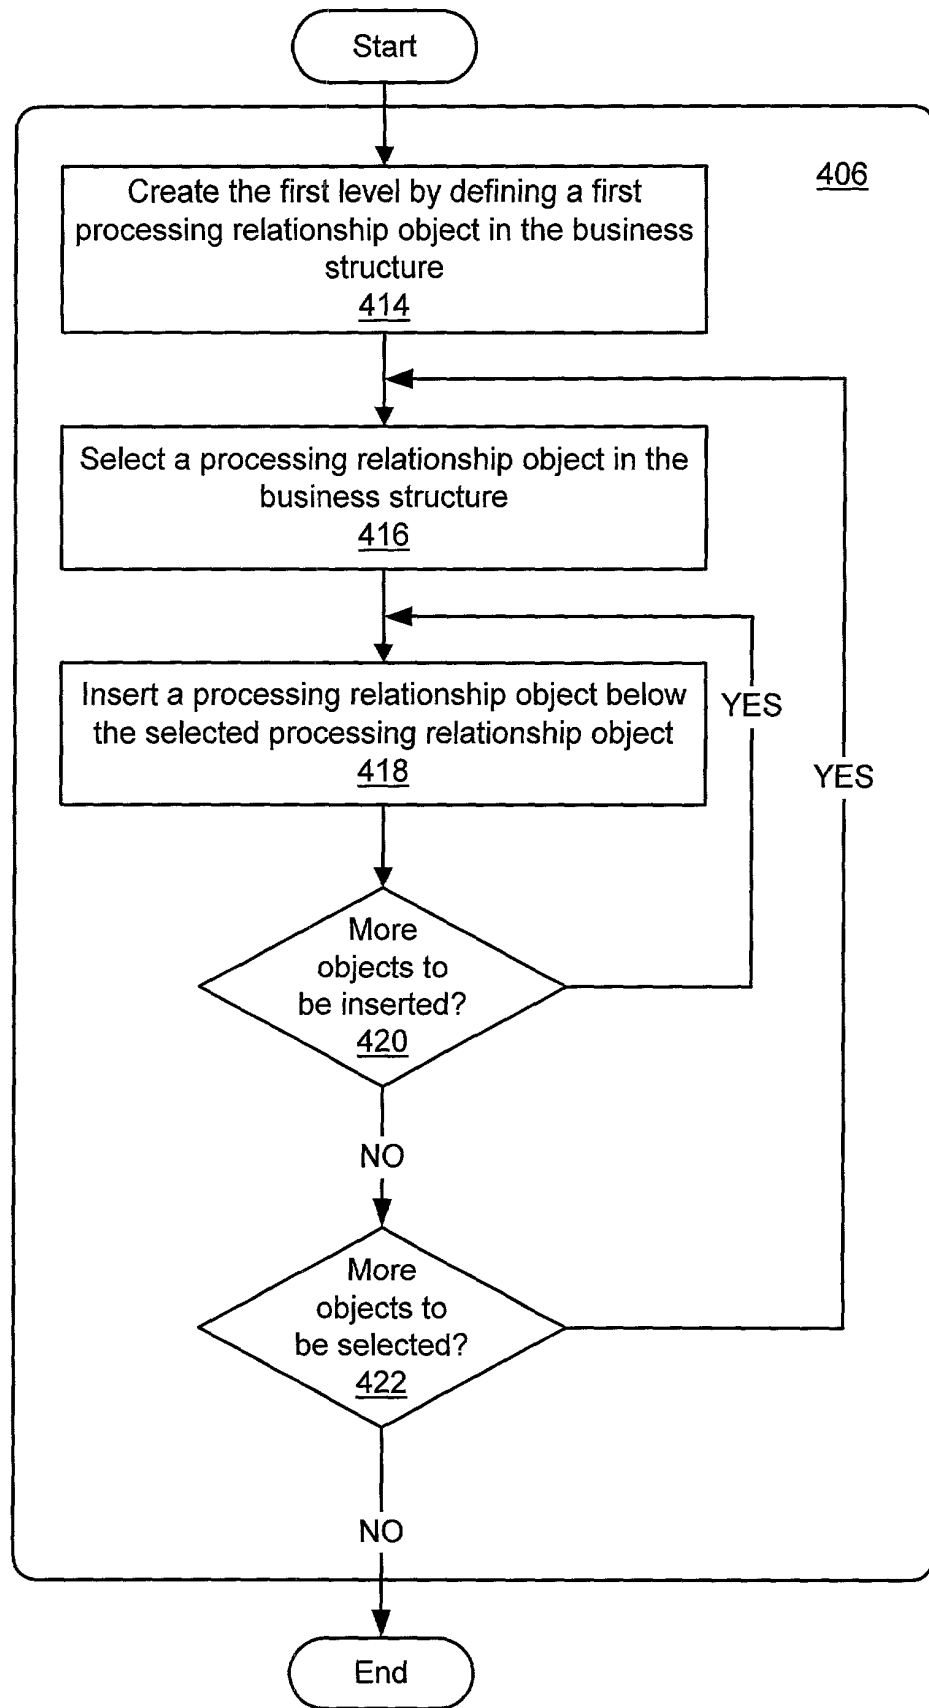 Start
406
Create the first level by defining a first
processing relationship object in the business
structure
414
Select a processing relationship object in the
business structure
416
Insert a processing relationship object below
the selected processing relationship object
418
YES
YES
More
objects to
be inserted?
420
NO
More
objects to
be selected?
422
NO
End